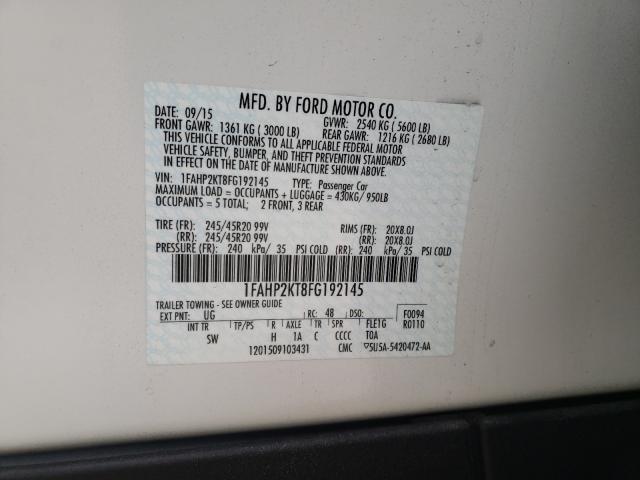 MFD. BY FORD MOTOR CO.
DATE: 09/15 GVWR: 2540 KG ( 5600 LB)
FRONT GAWR: 1361 KG ( 3000 LB) REAR GAWR: 1216 KG ( 2680 LB)
THIS VEHICLE CONFORMS TO ALL APPLICABLE FEDERAL MOTOR
VEHICLE SAFETY, BUMPER, AND THEFT PREVENTION STANDARDS
IN EFFECT ON THE DATE OF MANUFACTURE SHOWN ABOVE.
VIN: 1FAHP2KT8FG192145 TYPE: Passenger Car
MAXIMUM LOAD = OCCUPANTS + LUGGAGE = 430KG/ 950LB
OCCUPANTS = 5 TOTAL; 2 FRONT, 3 REAR
TIRE (FR): 245/45R20 99V RIMS (FR): 20X8.0J
(RR): 245/45R20 99V (RR): 20X8.0J
PRESSURE (FR): 240 kPa/ 35 PSI COLD (RR): 240 kPa/ 35 PSI COLD
1FAHP2KT8FG192145
TRAILER TOWING - SEE OWNER GUIDE
EXT PNT: UG RC: 48 DSO: F0094
INT TR TP/PS R AXLE TR SPR FLE1G R0110
SW H 1A C CCCC TOA
1201509103431 CMC ▽5U5A-5420472-AA